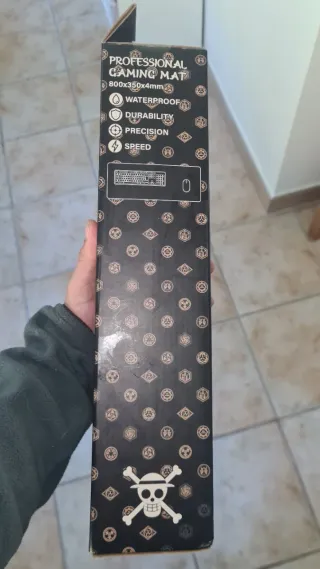 PROFESSIONAL
GAMING MAT
800x350x4mm
WATERPROOF
DURABILITY
PRECISION
SPEED